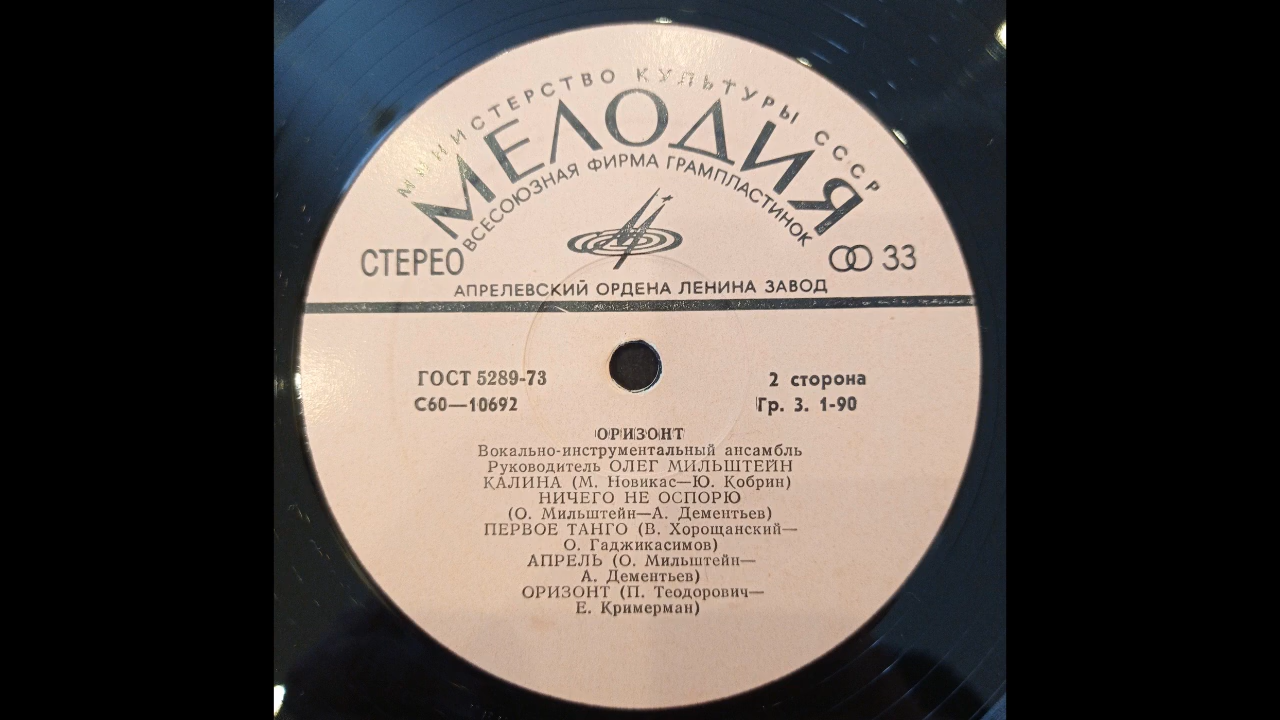 МИНИСТЕРСТВО КУЛЬТУРЫ СССР
МЕЛОДИЯ
ВСЕСОЮЗНАЯ ФИРМА ГРАМПЛАСТИНОК
СТЕРЕО
33
АПРЕЛЕВСКИЙ ОРДЕНА ЛЕНИНА ЗАВОД
ГОСТ 5289-73
2 сторона
С60—10692
Гр. 3. 1-90
ОРИЗОНТ
Вокально-инструментальный ансамбль
Руководитель ОЛЕГ МИЛЬШТЕЙН
КАЛИНА (М. Новикас—Ю. Кобрин)
НИЧЕГО НЕ ОСПОРЮ
(О. Мильштейн—А. Дементьев)
ПЕРВОЕ ТАНГО (В. Хорощанский—
О. Гаджикасимов)
АПРЕЛЬ (О. Мильштейн—
А. Дементьев)
ОРИЗОНТ (П. Теодорович—
Е. Кримерман)